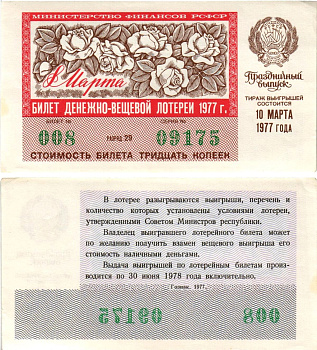 МИНИСТЕРСТВО ФИНАНСОВ РСФСР
8 Марта
Праздничный
выпуск
ТИРАЖ ВЫИГРЫШЕЙ
СОСТОИТСЯ
10 МАРТА
1977 ГОДА
БИЛЕТ ДЕНЕЖНО-ВЕЩЕВОЙ ЛОТЕРЕИ 1977 г.
БИЛЕТ № СЕРИЯ №
008 РАЗРЯД 29 09175
СТОИМОСТЬ БИЛЕТА ТРИДЦАТЬ КОПЕЕК
В лотерее разыгрываются выигрыши, перечень и
количество которых установлены условиями лотереи,
утвержденными Советом Министров республики.
Владелец выигравшего лотерейного билета может
по желанию получить взамен вещевого выигрыша его
стоимость наличными деньгами.
Выдача выигрышей по лотерейным билетам произ-
водится по 30 июня 1978 года включительно.
Гознак. 1977.
09175 008